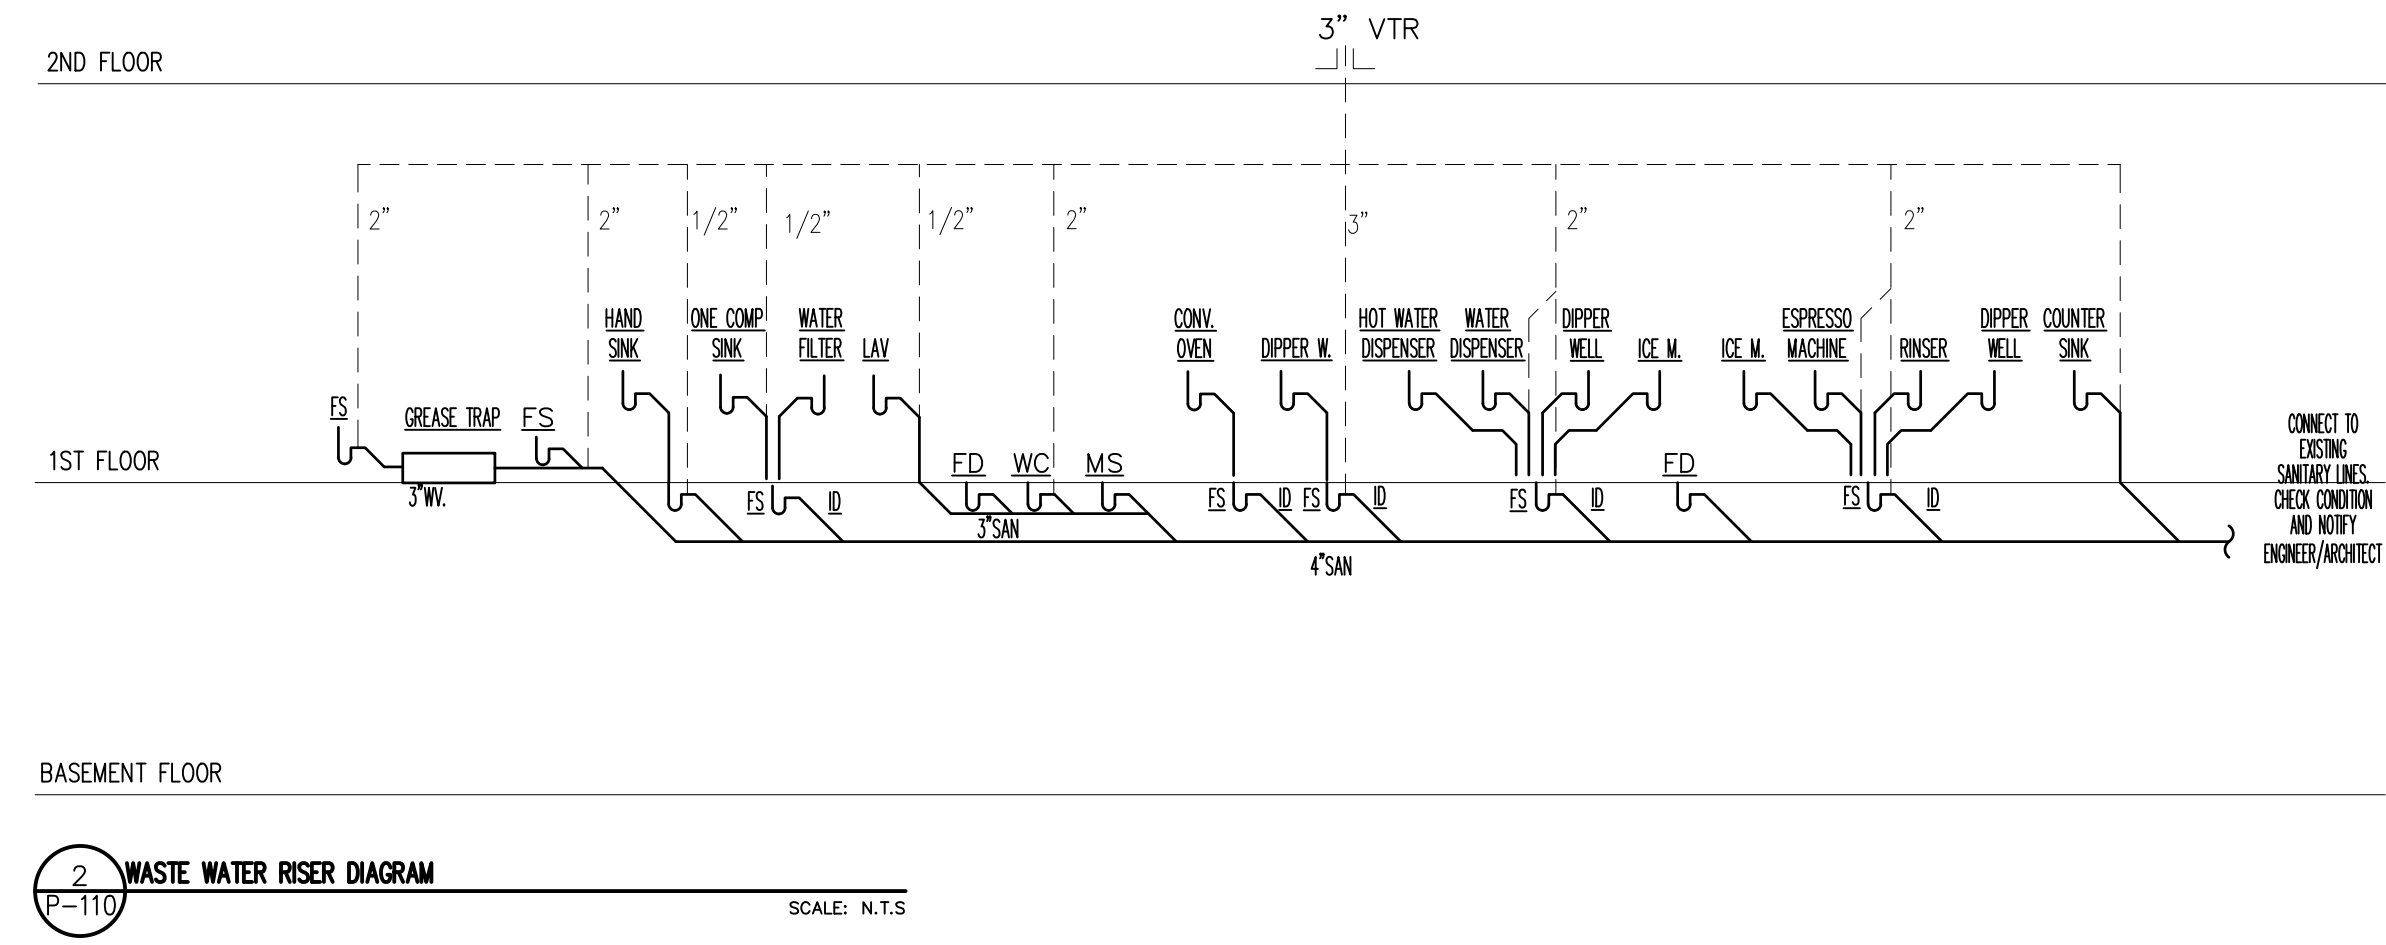 3” VTR
2ND FLOOR
2”
2”
1/2”
1/2”
1/2”
2”
3”
2”
2”
HAND
SINK
ONE COMP
SINK
WATER
FILTER
LAV
CONV.
OVEN
DIPPER W.
HOT WATER
DISPENSER
WATER
DISPENSER
DIPPER
WELL
ICE M.
ICE M.
ESPRESSO
MACHINE
RINSER
DIPPER
WELL
COUNTER
SINK
FS
GREASE TRAP
FS
1ST FLOOR
3"WV.
FS
ID
FD
WC
MS
3"SAN
FS
ID
FS
ID
FS
ID
FD
FS
ID
4"SAN
CONNECT TO
EXISTING
SANITARY LINES.
CHECK CONDITION
AND NOTIFY
ENGINEER/ARCHITECT
BASEMENT FLOOR
2
P-110
WASTE WATER RISER DIAGRAM
SCALE: N.T.S